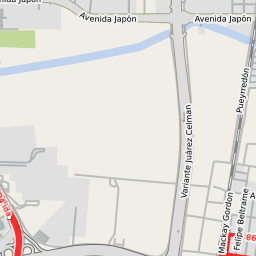 Avenida Japón
Avenida Japón
Pueyrredón
Variante Juárez Celman
Mackay Gordon
Felipe Beltrame
A